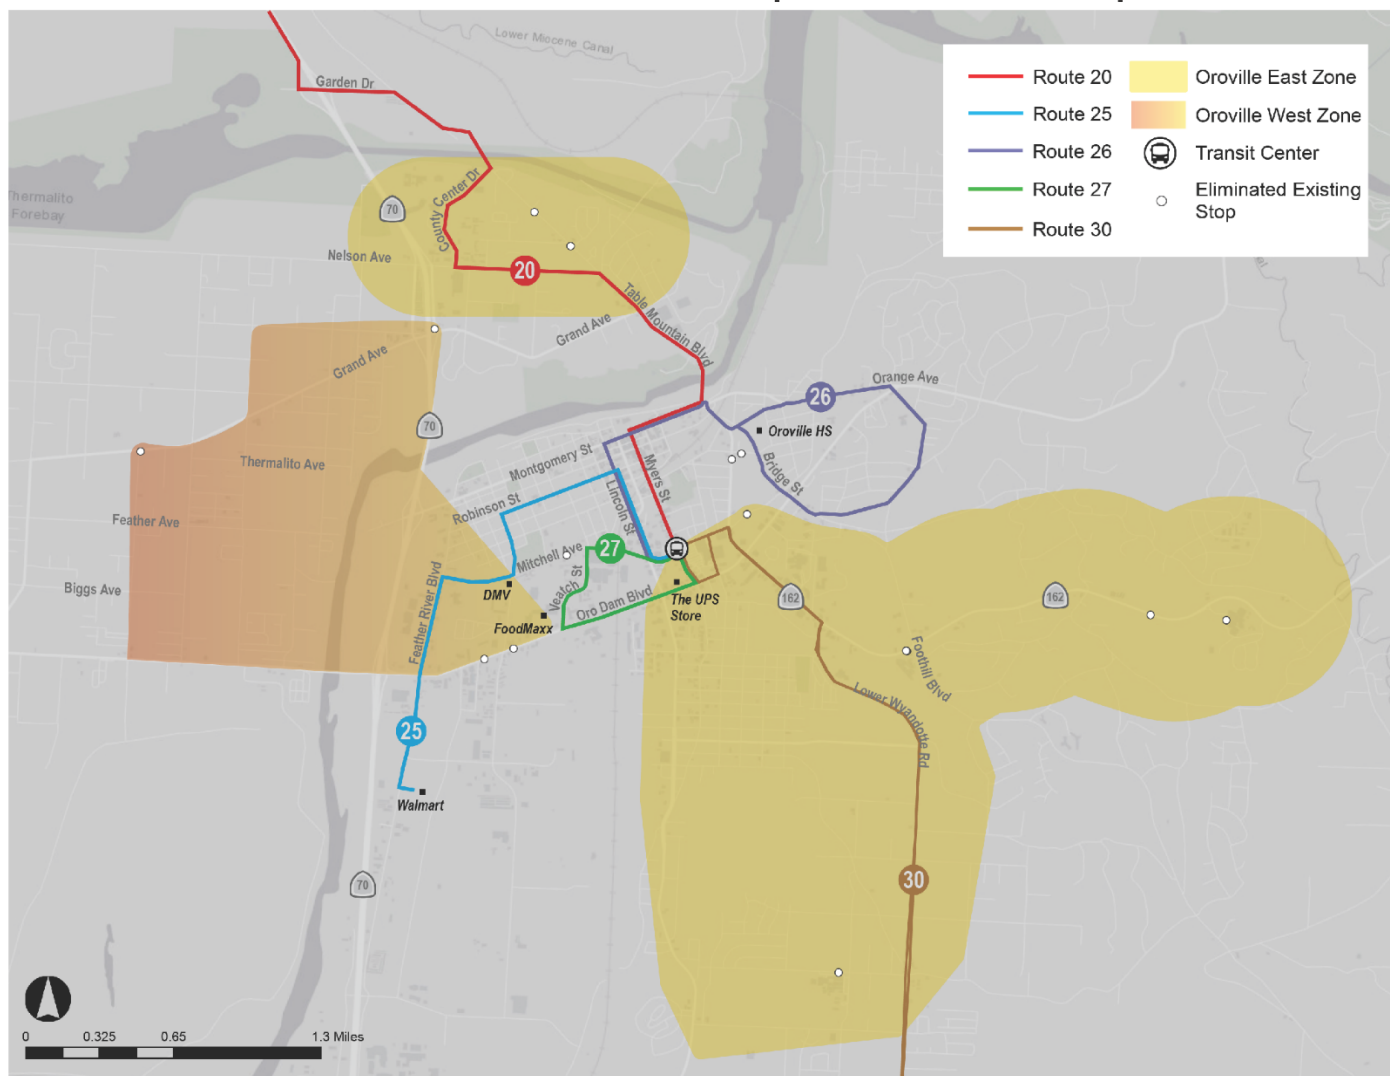 Lower Miocene Canal
Garden Dr
Thermalito
Forebay
70
County Center Dr
Nelson Ave
20
Table Mountain Blvd
Grand Ave
Grand Ave
70
Orange Ave
26
Oroville HS
Montgomery St
Thermalito Ave
Myers St
Bridge St
Robinson St
Lincoln St
Feather Ave
Mitchell Ave
27
Biggs Ave
Feather River Blvd
DMV
Veatch St
Oro Dam Blvd
FoodMaxx
The UPS
Store
162
162
Foothill Blvd
Lower Wyandotte Rd
25
Walmart
30
70
Route 20
Route 25
Route 26
Route 27
Route 30
Oroville East Zone
Oroville West Zone
Transit Center
Eliminated Existing
Stop
0 0.325 0.65 1.3 Miles